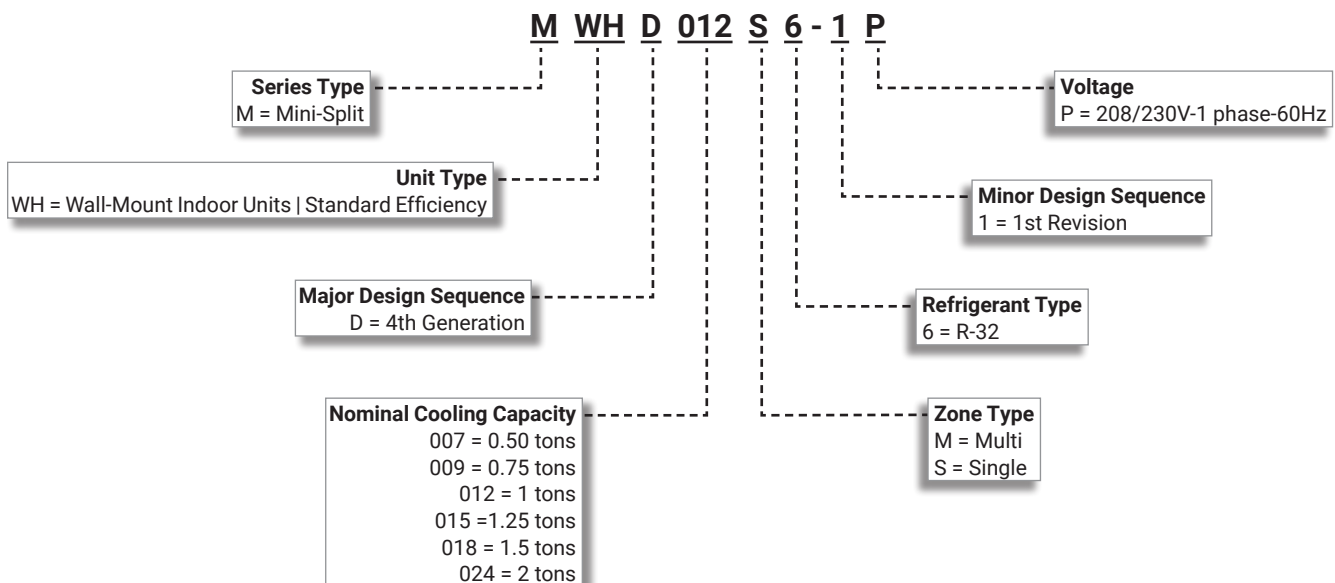 M WH D 012 S 6 - 1 P
Series Type
M = Mini-Split
Voltage
P = 208/230V-1 phase-60Hz
Unit Type
WH = Wall-Mount Indoor Units | Standard Efficiency
Minor Design Sequence
1 = 1st Revision
Major Design Sequence
D = 4th Generation
Refrigerant Type
6 = R-32
Nominal Cooling Capacity
007 = 0.50 tons
009 = 0.75 tons
012 = 1 tons
015 =1.25 tons
018 = 1.5 tons
024 = 2 tons
Zone Type
M = Multi
S = Single